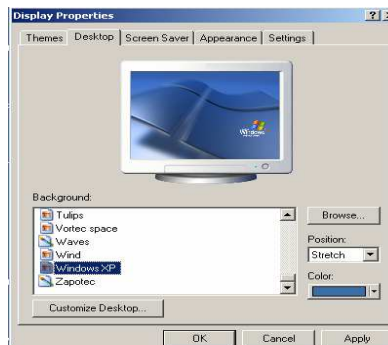 Display Properties
Themes Desktop Screen Saver Appearance Settings
Windows
Background:
Tulips
Vortec space
Waves
Wind
Windows XP
Zapotec
Browse...
Position:
Stretch
Color:
Customize Desktop...
OK Cancel Apply